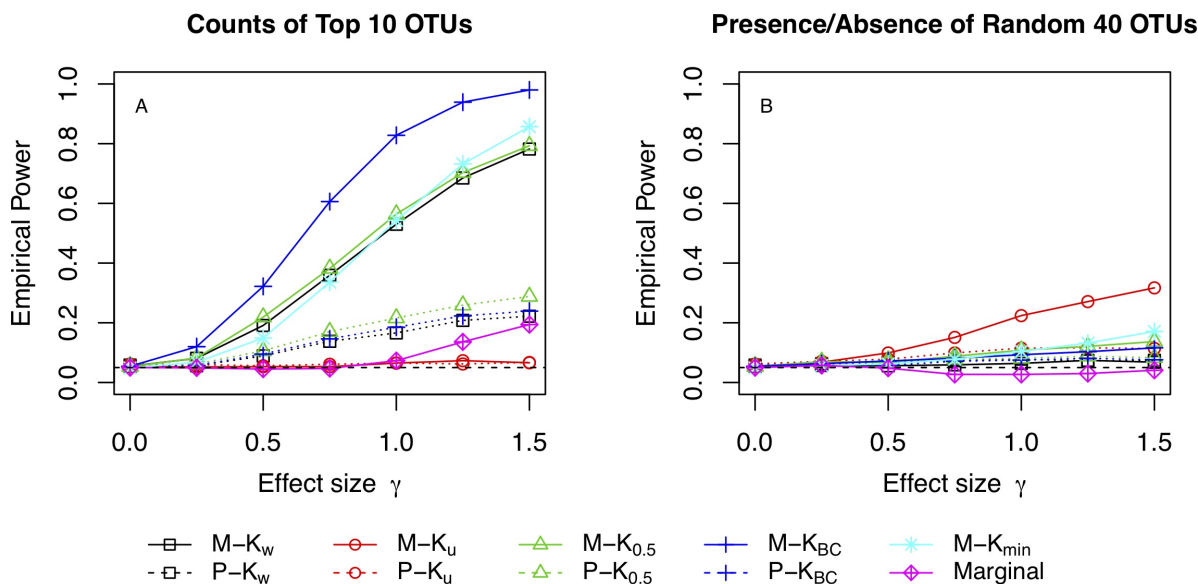 Counts of Top 10 OTUs
Presence/Absence of Random 40 OTUs
A
Empirical Power
1.0
0.8
0.6
0.4
0.2
0.0
0.0 0.5 1.0 1.5
Effect size γ
B
Empirical Power
1.0
0.8
0.6
0.4
0.2
0.0
0.0 0.5 1.0 1.5
Effect size γ
M−Kw M−Ku M−K0.5 M−KBC M−Kmin
P−Kw P−Ku P−K0.5 P−KBC Marginal